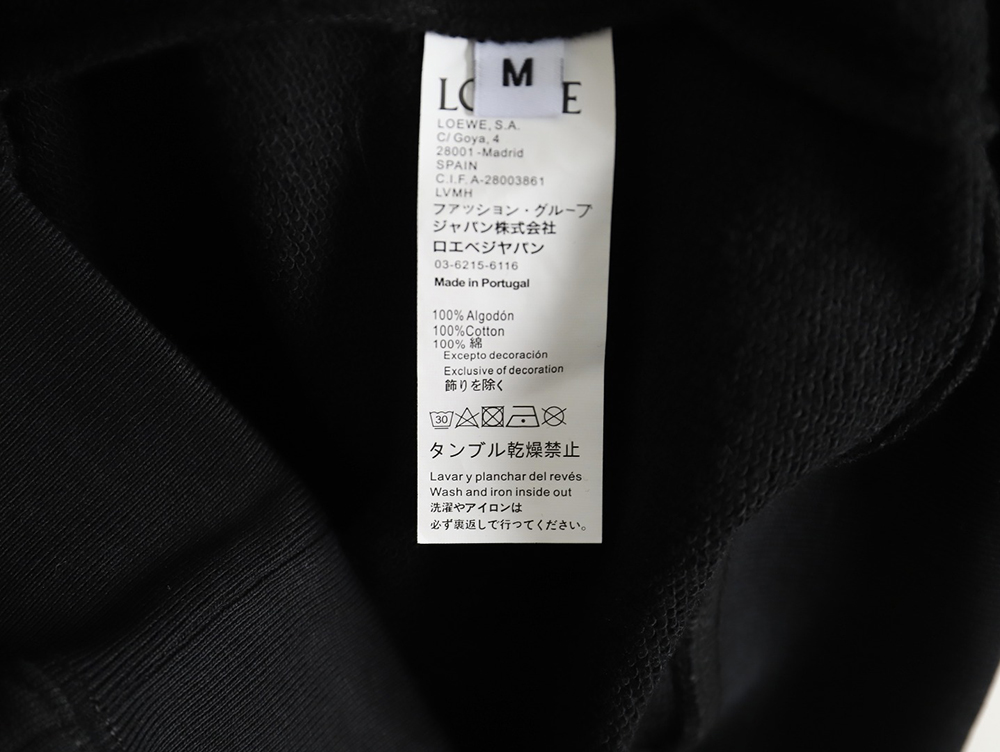 M
LOEWE, S.A.
C/ Goya, 4
28001-Madrid
SPAIN
C.I.F. A-28003861
LVMH
ファッション・グループ
ジャパン株式会社
ロエベジャパン
03-6215-6116
Made in Portugal
100% Algodón
100%Cotton
100% 綿
Excepto decoración
Exclusive of decoration
飾りを除く
30
タンブル乾燥禁止
Lavar y planchar del revés
Wash and iron inside out
洗濯やアイロンは
必ず裏返して行つてください。